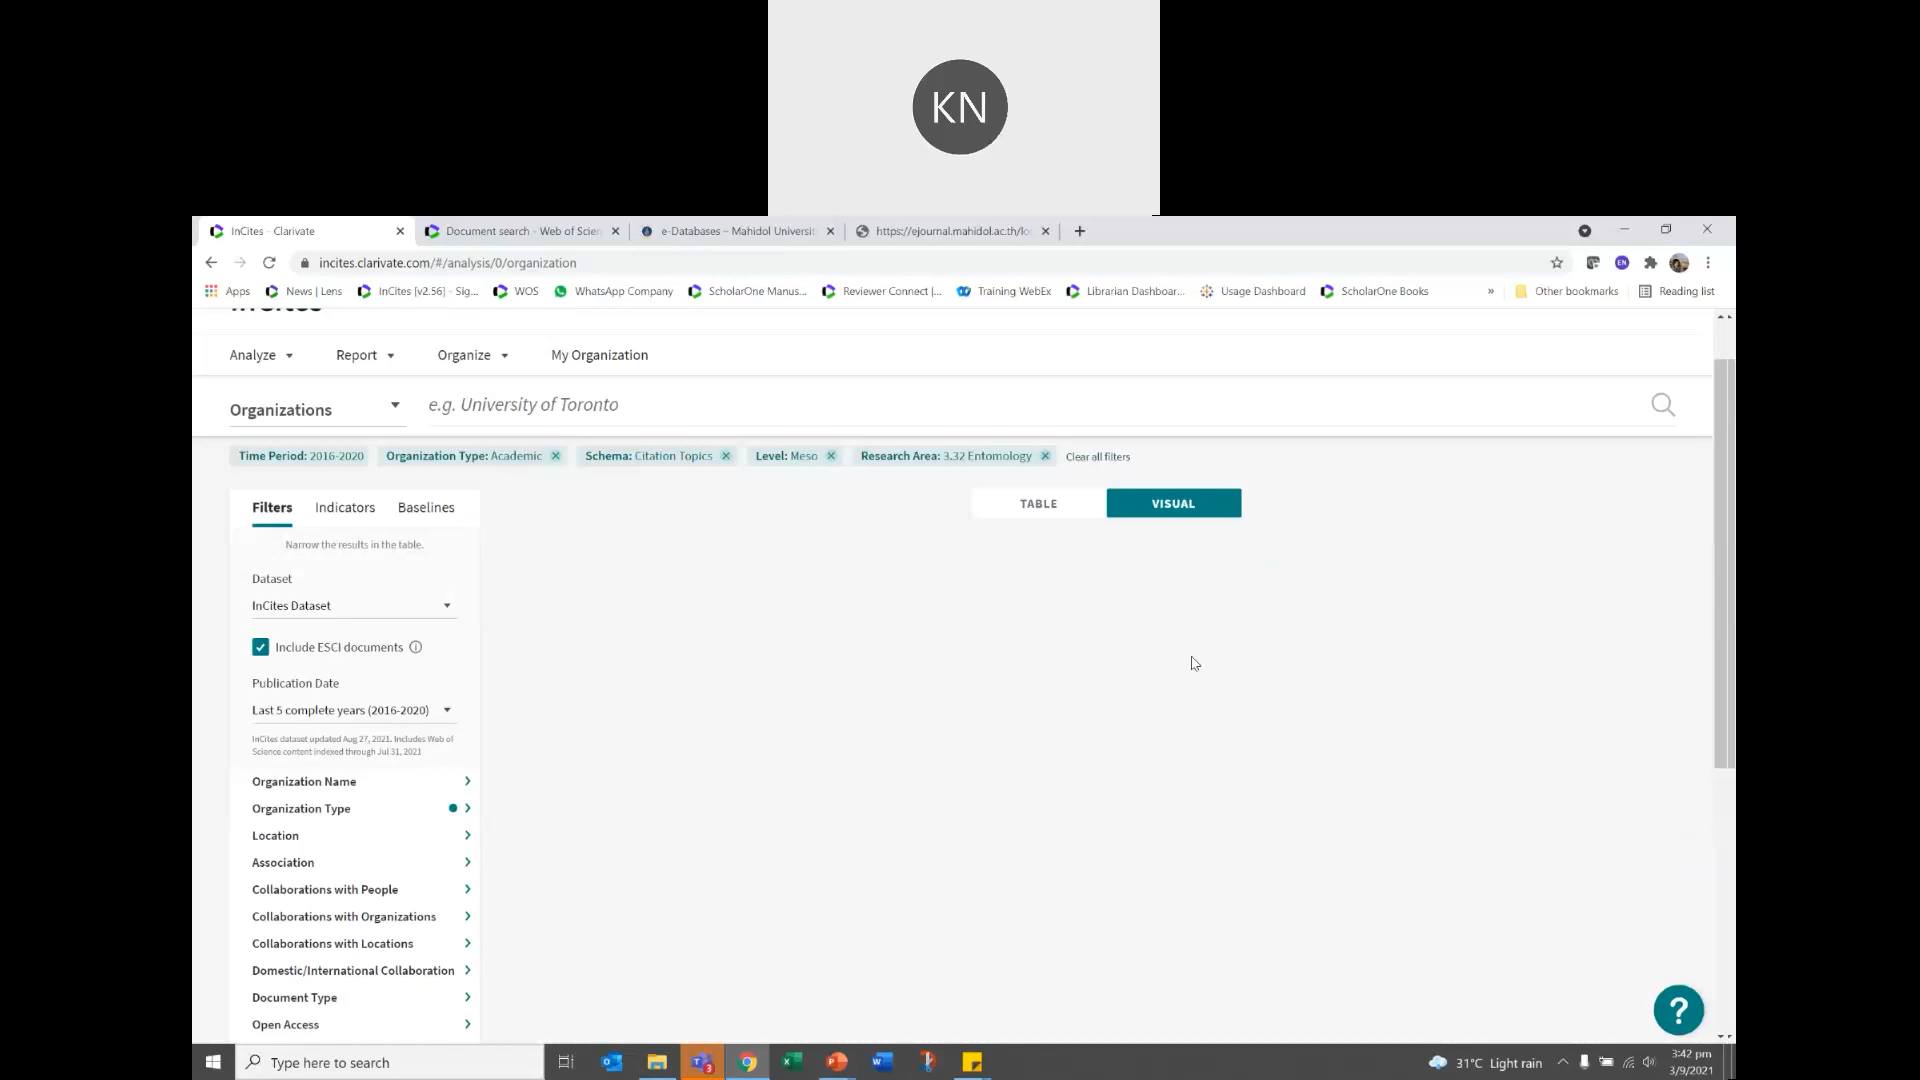 KN
InCites - Clarivate
Document search - Web of Scien
e-Databases – Mahidol Universit
https://ejournal.mahidol.ac.th/lo
incites.clarivate.com/#/analysis/0/organization
EN
Apps
News | Lens
InCites [v2.56] - Sig...
WOS
WhatsApp Company
ScholarOne Manus...
Reviewer Connect |...
Training WebEx
Librarian Dashboar...
Usage Dashboard
ScholarOne Books
»
Other bookmarks
Reading list
InCites
Analyze
Report
Organize
My Organization
Organizations
e.g. University of Toronto
Time Period: 2016-2020
Organization Type: Academic
Schema: Citation Topics
Level: Meso
Research Area: 3.32 Entomology
Clear all filters
Filters
Indicators
Baselines
TABLE
VISUAL
Narrow the results in the table.
Dataset
InCites Dataset
Include ESCI documents
Publication Date
Last 5 complete years (2016-2020)
InCites dataset updated Aug 27, 2021. Includes Web of
Science content indexed through Jul 31, 2021
Organization Name
Organization Type
Location
Association
Collaborations with People
Collaborations with Organizations
Collaborations with Locations
Domestic/International Collaboration
Document Type
Open Access
?
Type here to search
3
31°C Light rain
3:42 pm
3/9/2021